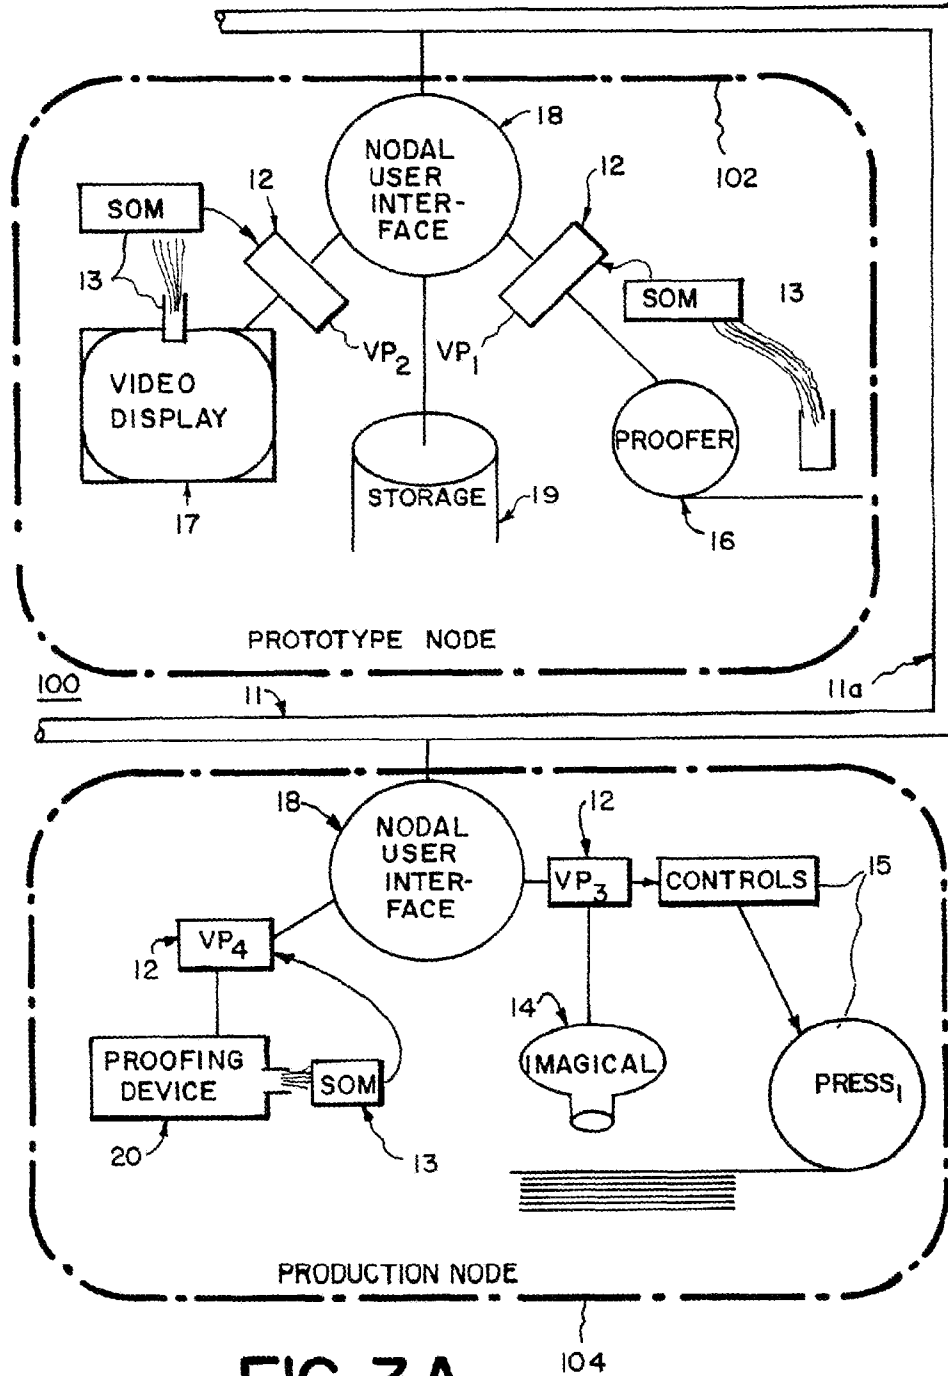 18
NODAL
USER
INTER-
FACE
12
12
102
SOM
13
SOM
13
VP2
VP1
VIDEO
DISPLAY
PROOFER
STORAGE
19
17
16
PROTOTYPE NODE
100
11
11a
18
NODAL
USER
INTER-
FACE
12
VP3
CONTROLS
15
VP4
12
14
PROOFING
DEVICE
SOM
IMAGICAL
PRESS1
20
13
PRODUCTION NODE
104
FIG. 3A